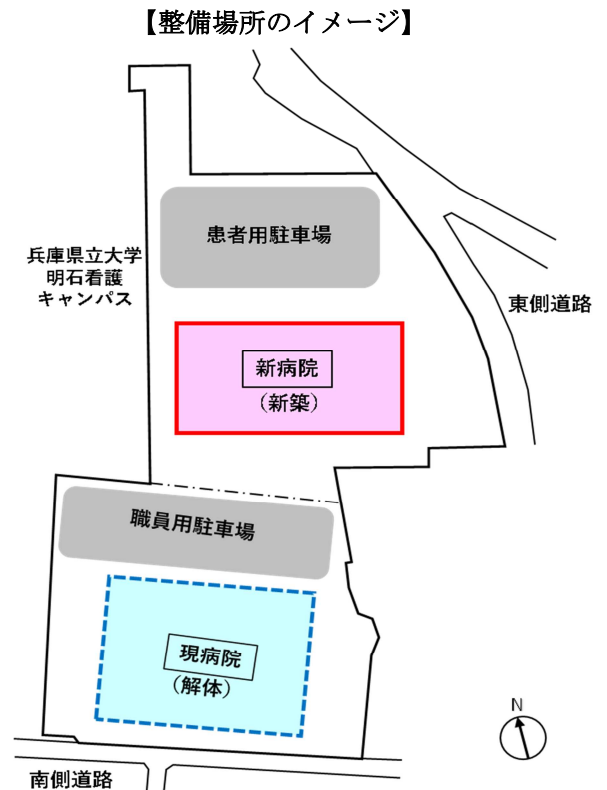 【整備場所のイメージ】
患者用駐車場
兵庫県立大学
明石看護
キャンパス
東側道路
新病院
（新築）
職員用駐車場
現病院
（解体）
N
南側道路